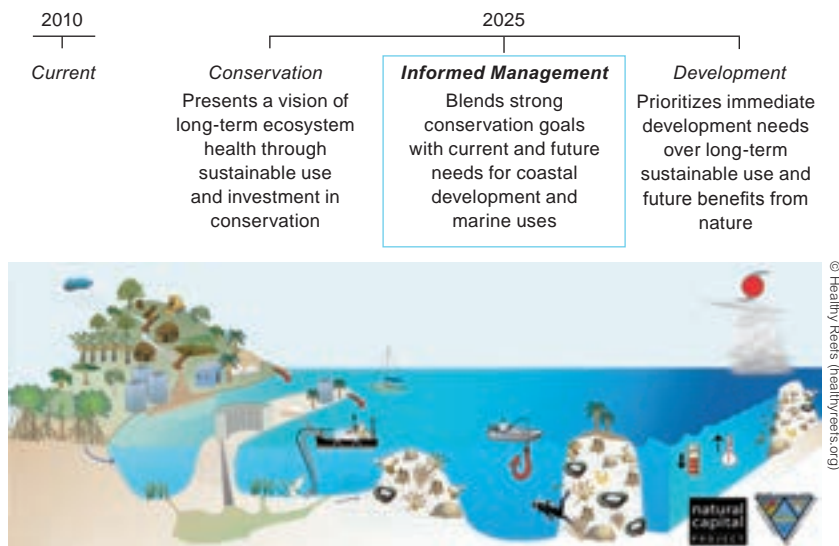 2010
2025
Current
Conservation
Presents a vision of
long-term ecosystem
health through
sustainable use
and investment in
conservation
Informed Management
Blends strong
conservation goals
with current and future
needs for coastal
development and
marine uses
Development
Prioritizes immediate
development needs
over long-term
sustainable use and
future benefits from
nature
© Healthy Reefs (healthyreefs.org)
natural
capital
PROJECT